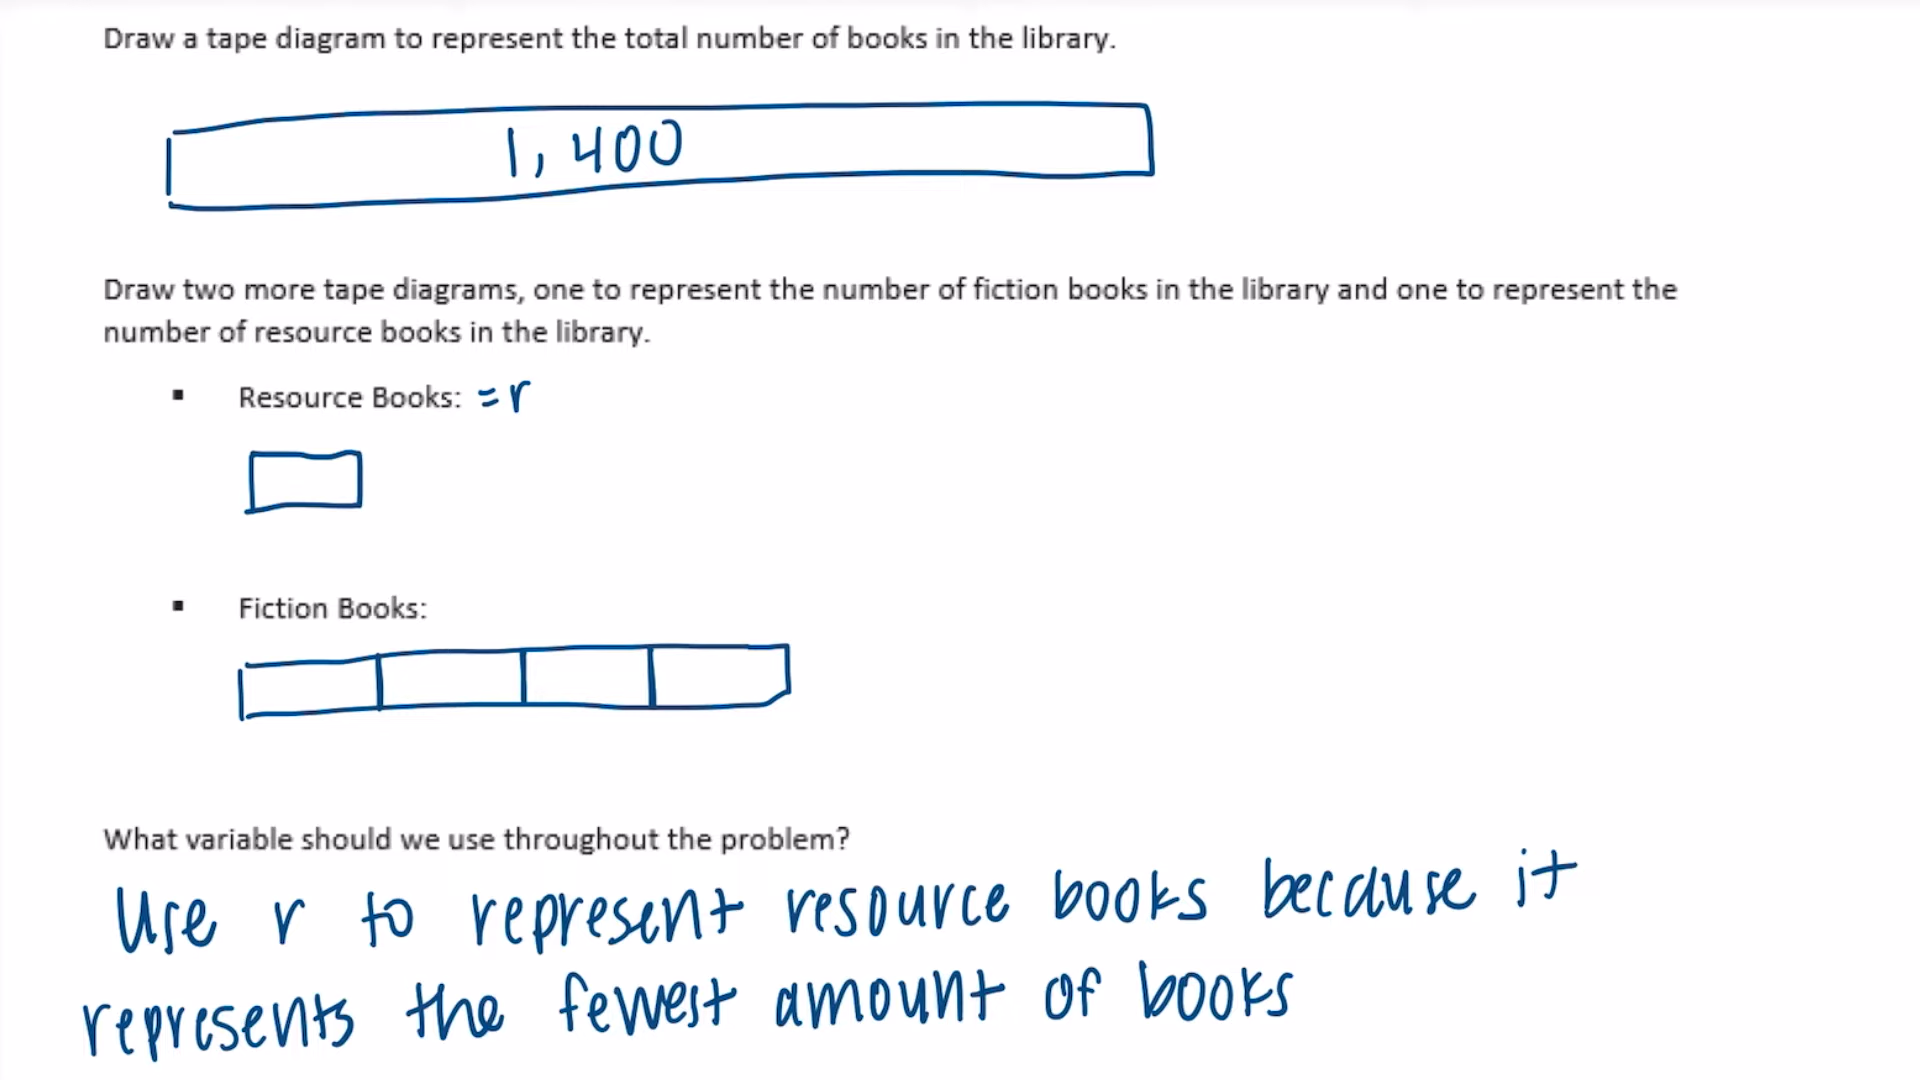 Draw a tape diagram to represent the total number of books in the library.
1,400
Draw two more tape diagrams, one to represent the number of fiction books in the library and one to represent the
number of resource books in the library.
▪ Resource Books: =r
▪ Fiction Books:
What variable should we use throughout the problem?
Use r to represent resource books because it
represents the fewest amount of books